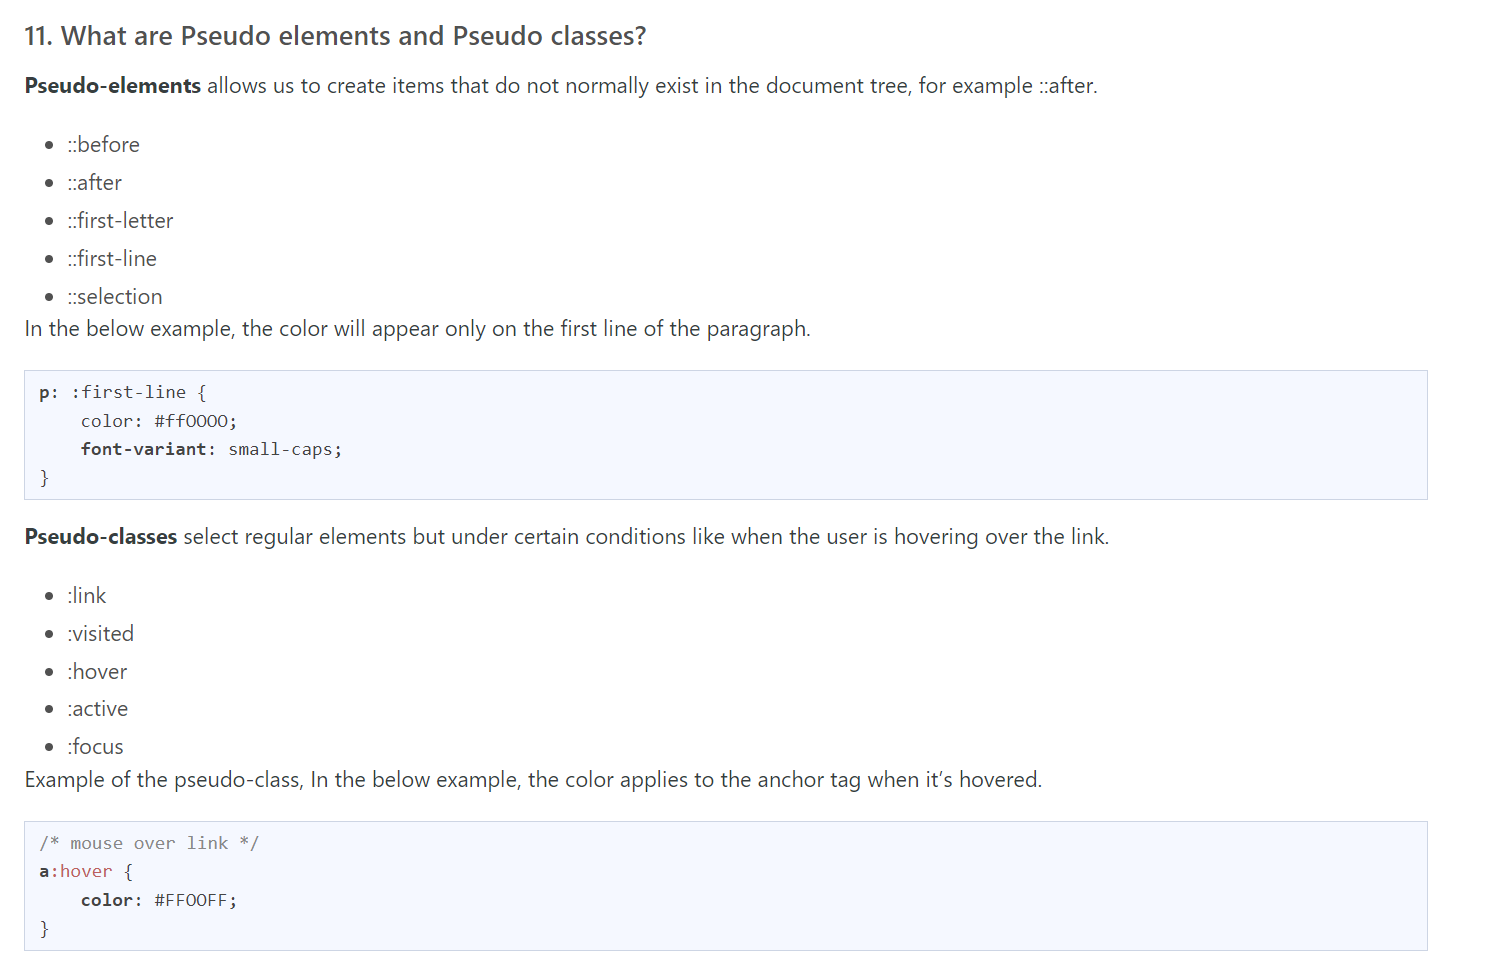 11. What are Pseudo elements and Pseudo classes?
Pseudo-elements allows us to create items that do not normally exist in the document tree, for example ::after.
::before
::after
::first-letter
::first-line
::selection
In the below example, the color will appear only on the first line of the paragraph.
p: :first-line {
    color: #ff0000;
    font-variant: small-caps;
}
Pseudo-classes select regular elements but under certain conditions like when the user is hovering over the link.
:link
:visited
:hover
:active
:focus
Example of the pseudo-class, In the below example, the color applies to the anchor tag when it’s hovered.
/* mouse over link */
a:hover {
    color: #FF00FF;
}